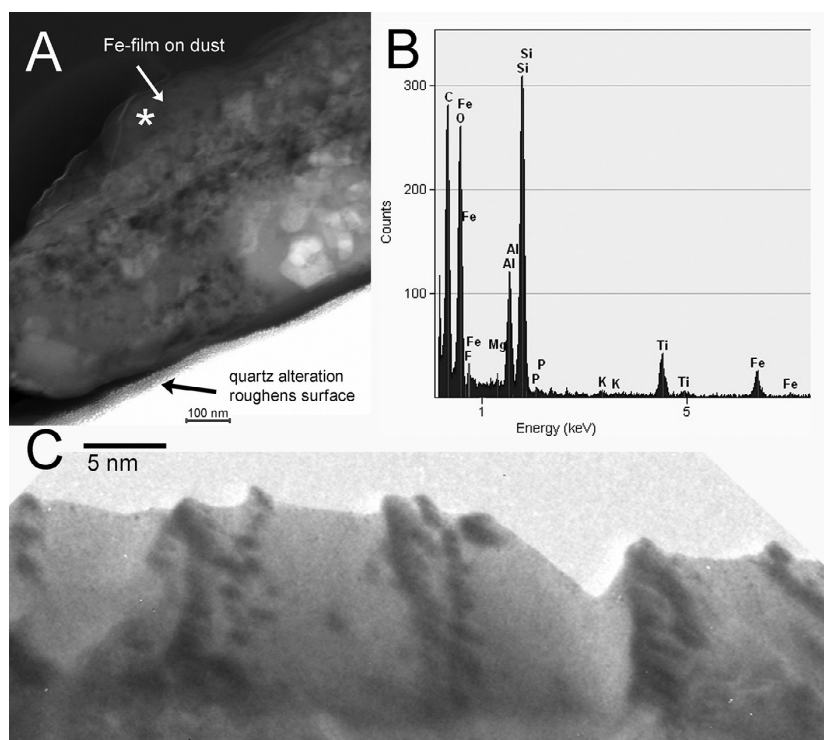 A
Fe-film on dust
*
quartz alteration
roughens surface
100 nm
B
Si
Si
C
Fe
O
Fe
Al
Al
Fe
F
Mg
P
P
K
K
Ti
Ti
Fe
Fe
300
200
100
Counts
1
5
Energy (keV)
C
5 nm